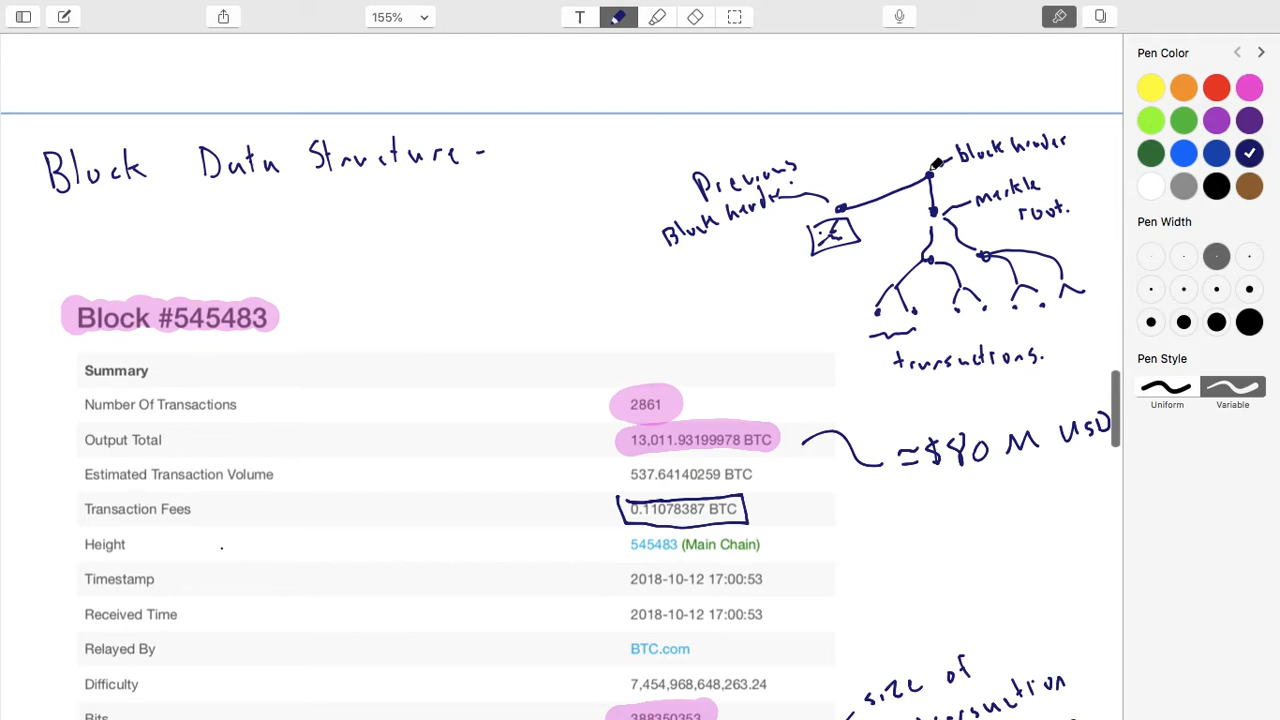 155%
T
Pen Color
Block Data Structure -
Previous
Block header
block header
merkle
root.
Pen Width
transactions.
Pen Style
Uniform Variable
Block #545483
Summary
Number Of Transactions 2861
Output Total 13,011.93199978 BTC
≈$80 M USD
Estimated Transaction Volume 537.64140259 BTC
Transaction Fees 0.11078387 BTC
Height 545483 (Main Chain)
Timestamp 2018-10-12 17:00:53
Received Time 2018-10-12 17:00:53
Relayed By BTC.com
Difficulty 7,454,968,648,263.24
Bits 388350353
size of